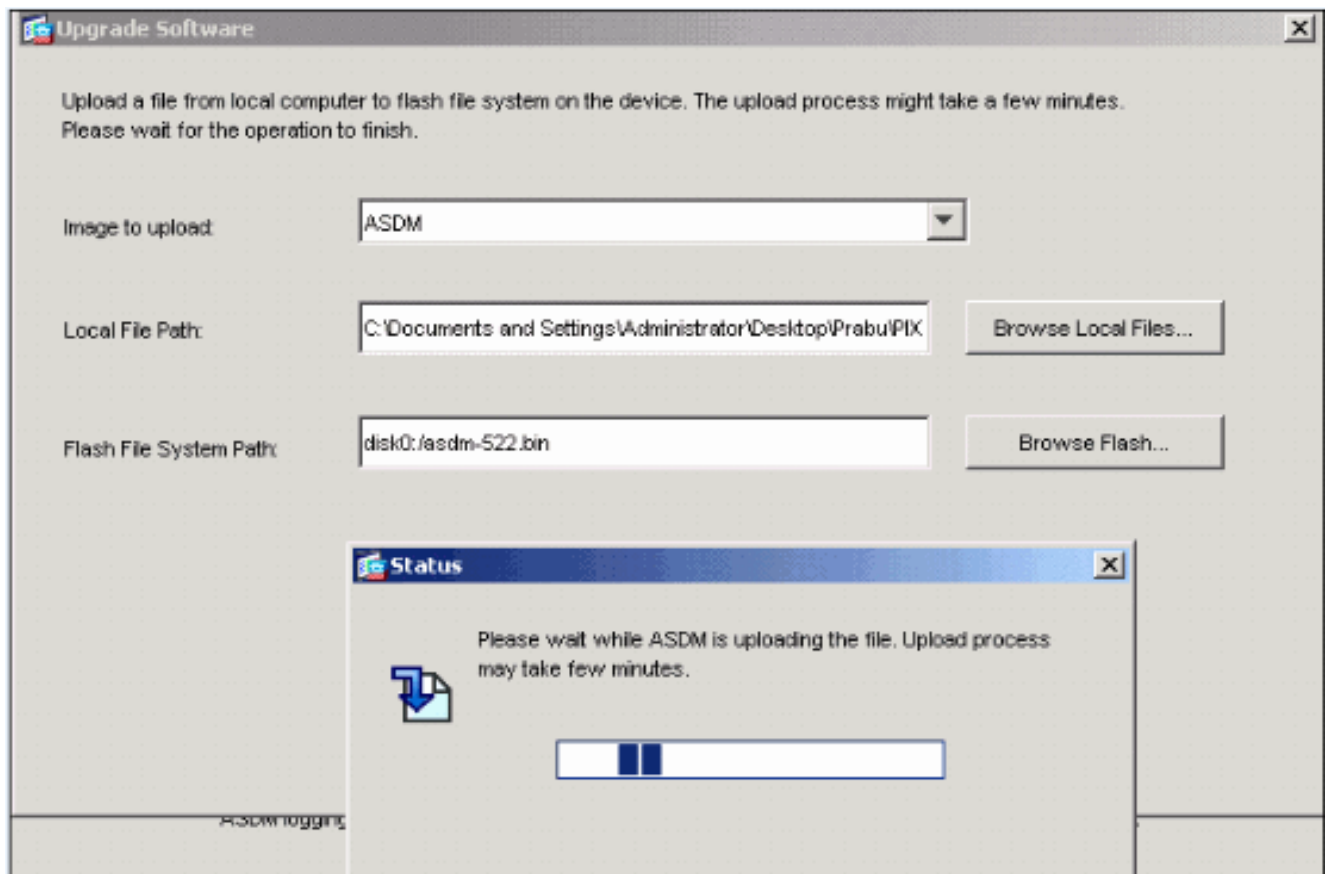 Upgrade Software
Upload a file from local computer to flash file system on the device. The upload process might take a few minutes.
Please wait for the operation to finish.
Image to upload:
ASDM
Local File Path:
C:\Documents and Settings\Administrator\Desktop\Prabu\PIX
Browse Local Files...
Flash File System Path:
disk0:/asdm-522.bin
Browse Flash...
Status
Please wait while ASDM is uploading the file. Upload process
may take few minutes.
ASDM logging